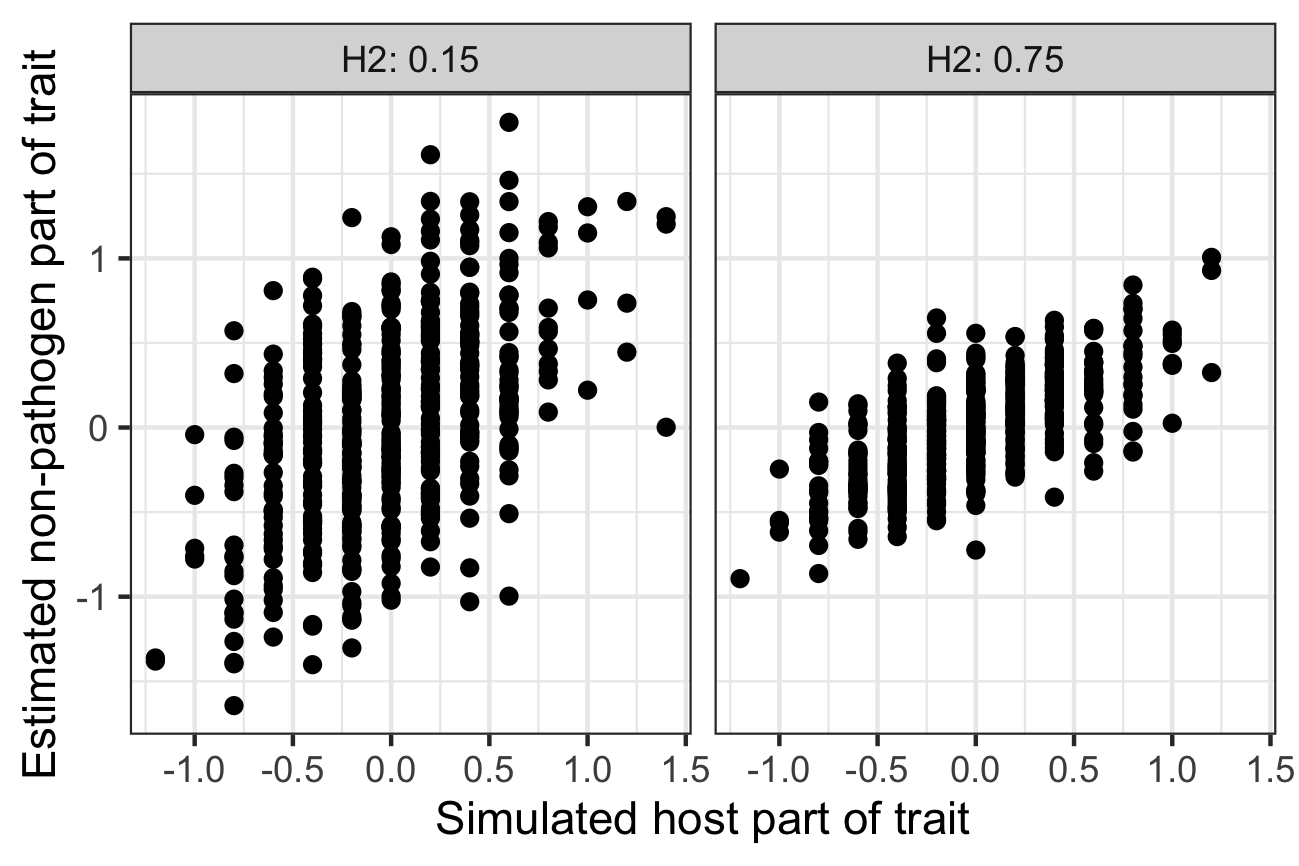 H2: 0.15
H2: 0.75
Estimated non-pathogen part of trait
1
0
-1
-1.0 -0.5 0.0 0.5 1.0 1.5
-1.0 -0.5 0.0 0.5 1.0 1.5
Simulated host part of trait